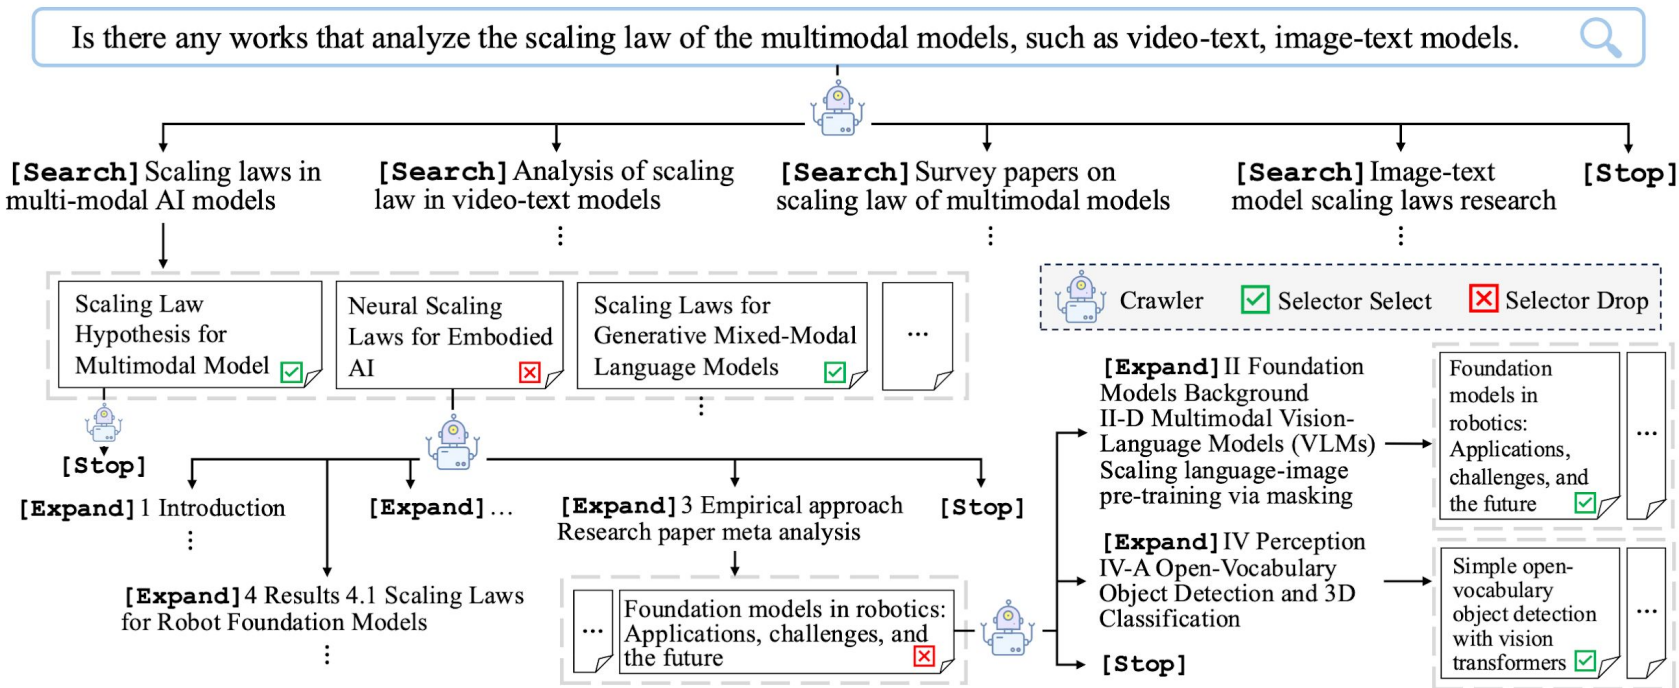 Is there any works that analyze the scaling law of the multimodal models, such as video-text, image-text models.
[Search] Scaling laws in
multi-modal AI models
[Search] Analysis of scaling
law in video-text models
⋮
[Search] Survey papers on
scaling law of multimodal models
⋮
[Search] Image-text
model scaling laws research
⋮
[Stop]
Scaling Law
Hypothesis for
Multimodal Model
Neural Scaling
Laws for Embodied
AI
Scaling Laws for
Generative Mixed-Modal
Language Models
...
⋮
Crawler
Selector Select
Selector Drop
[Stop]
[Expand] 1 Introduction
⋮
[Expand] 4 Results 4.1 Scaling Laws
for Robot Foundation Models
⋮
[Expand] ...
[Expand] 3 Empirical approach
Research paper meta analysis
[Stop]
...
Foundation models in robotics:
Applications, challenges, and
the future
[Expand] II Foundation
Models Background
II-D Multimodal Vision-
Language Models (VLMs)
Scaling language-image
pre-training via masking
Foundation
models in
robotics:
Applications,
challenges, and
the future
...
[Expand] IV Perception
IV-A Open-Vocabulary
Object Detection and 3D
Classification
Simple open-
vocabulary
object detection
with vision
transformers
...
[Stop]